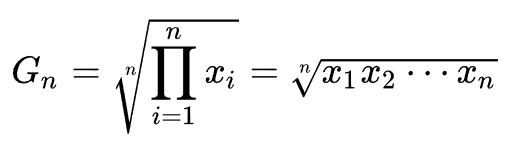 $G_n = \sqrt[n]{\prod_{i=1}^{n} x_i} = \sqrt[n]{x_1 x_2 \cdots x_n}$